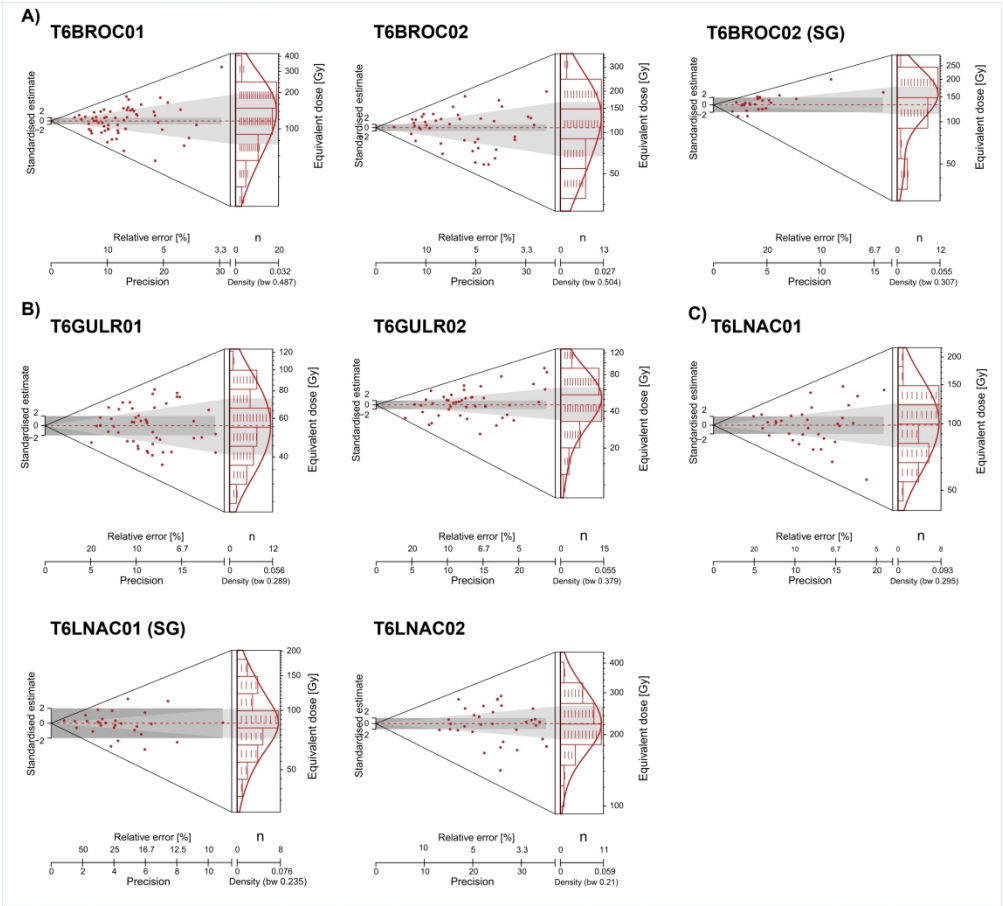 A)
T6BROC01
Standardised estimate
2
0
−2
400
300
200
100
Equivalent dose [Gy]
Relative error [%]
10
5
3.3
0
10
20
30
Precision
n
0
20
0
0.032
Density (bw 0.487)
T6BROC02
Standardised estimate
2
0
2
300
200
150
100
50
Equivalent dose [Gy]
Relative error [%]
10
5
3.3
0
10
20
30
Precision
n
0
13
0
0.027
Density (bw 0.504)
T6BROC02 (SG)
Standardised estimate
2
0
−2
250
200
150
100
50
Equivalent dose [Gy]
Relative error [%]
20
10
6.7
0
5
10
15
Precision
n
0
12
0
0.055
Density (bw 0.307)
B)
T6GULR01
Standardised estimate
2
0
−2
120
100
80
60
40
Equivalent dose [Gy]
Relative error [%]
20
10
6.7
0
5
10
15
Precision
n
0
12
0
0.056
Density (bw 0.289)
T6GULR02
Standardised estimate
2
0
−2
120
80
60
40
20
Equivalent dose [Gy]
Relative error [%]
20
10
6.7
5
0
5
10
15
20
25
Precision
n
0
15
0
0.055
Density (bw 0.379)
C)
T6LNAC01
Standardised estimate
2
0
−2
200
150
100
50
Equivalent dose [Gy]
Relative error [%]
20
10
6.7
5
0
5
10
15
20
Precision
n
0
8
0
0.093
Density (bw 0.295)
T6LNAC01 (SG)
Standardised estimate
2
0
−2
200
150
100
50
Equivalent dose [Gy]
Relative error [%]
50
25
16.7
12.5
10
0
2
4
6
8
10
Precision
n
0
8
0
0.076
Density (bw 0.235)
T6LNAC02
Standardised estimate
2
0
2
400
300
200
100
Equivalent dose [Gy]
Relative error [%]
10
5
3.3
0
10
20
30
Precision
n
0
11
0
0.059
Density (bw 0.21)